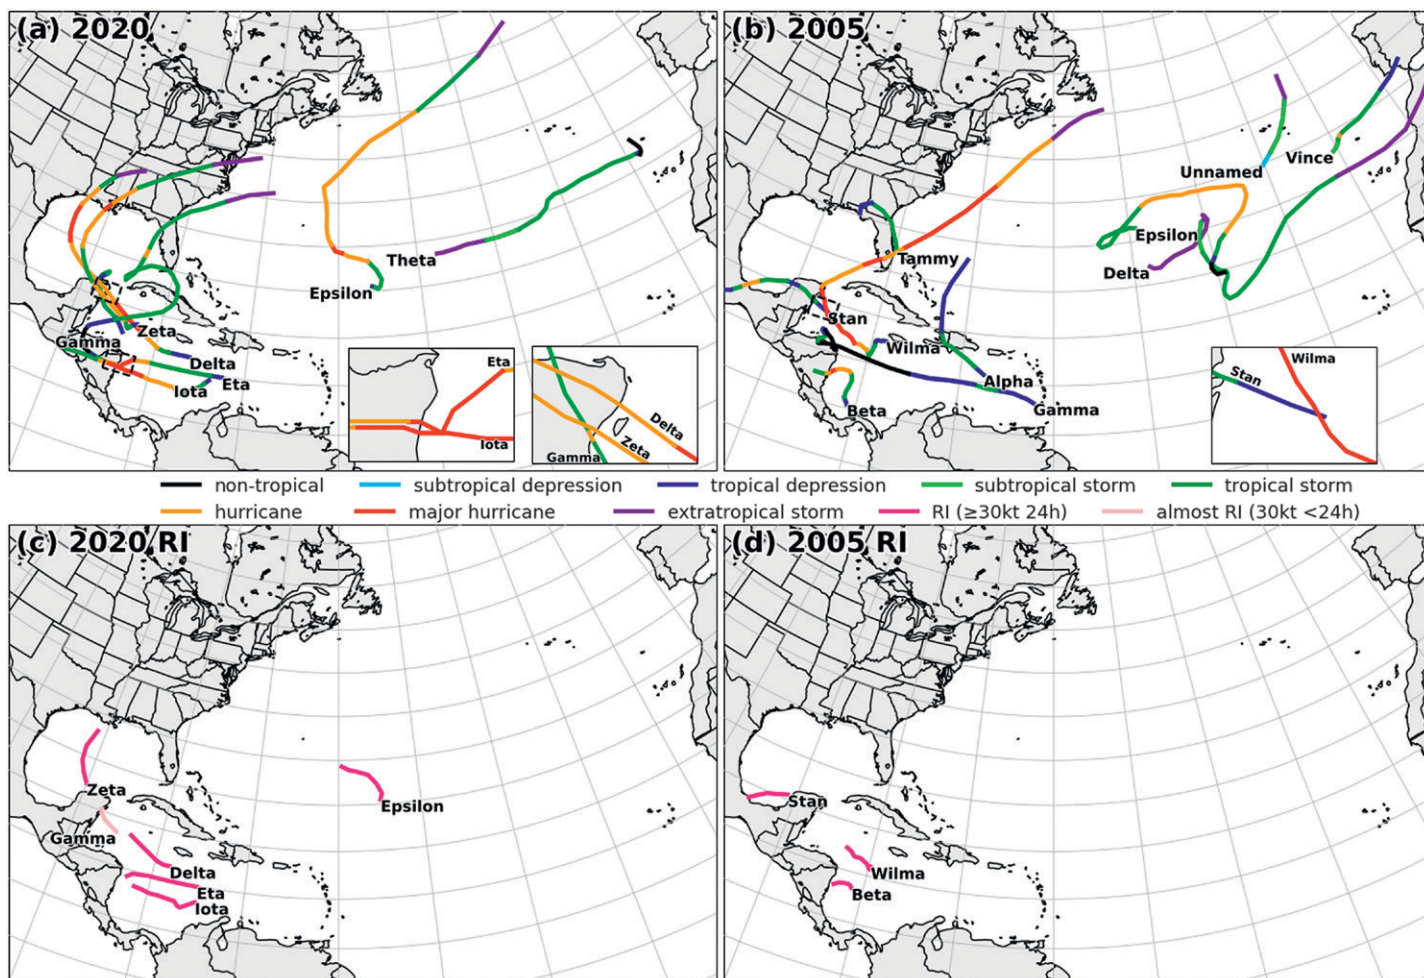 (a) 2020
Theta
Epsilon
Zeta
Gamma
Delta
Eta
Iota
Eta
Iota
Delta
Zeta
Gamma
(b) 2005
Vince
Unnamed
Epsilon
Tammy
Delta
Stan
Wilma
Alpha
Gamma
Beta
Wilma
Stan
non-tropical subtropical depression tropical depression subtropical storm tropical storm
hurricane major hurricane extratropical storm RI (≥30kt 24h) almost RI (30kt <24h)
(c) 2020 RI
Zeta
Epsilon
Gamma
Delta
Eta
Iota
(d) 2005 RI
Stan
Wilma
Beta